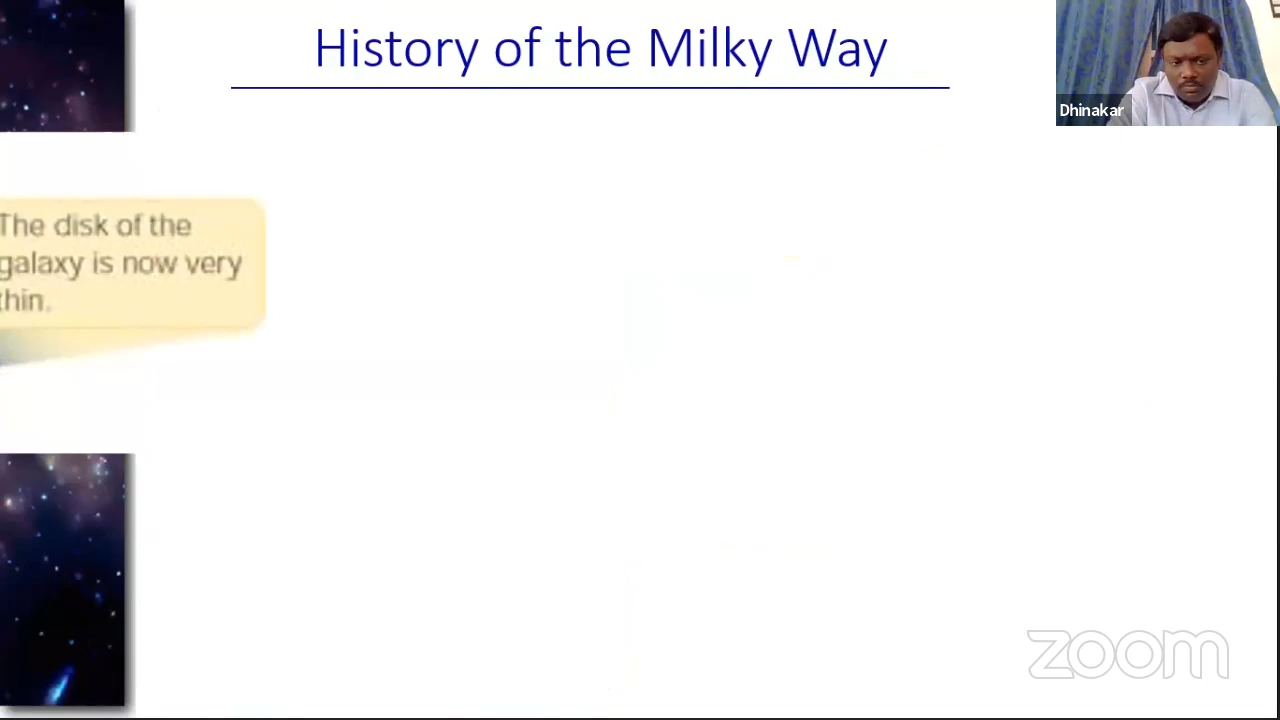 History of the Milky Way
Dhinakar
The disk of the
galaxy is now very
thin.
zoom